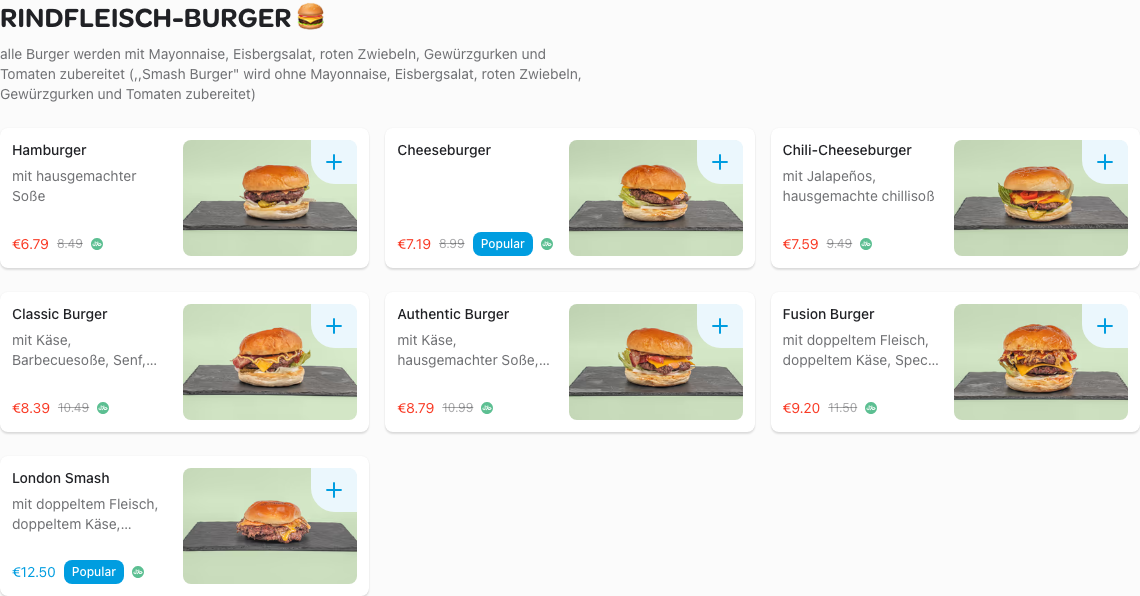 RINDFLEISCH-BURGER
alle Burger werden mit Mayonnaise, Eisbergsalat, roten Zwiebeln, Gewürzgurken und
Tomaten zubereitet (,,Smash Burger" wird ohne Mayonnaise, Eisbergsalat, roten Zwiebeln,
Gewürzgurken und Tomaten zubereitet)
Hamburger
mit hausgemachter
Soße
€6.79 8.49
Cheeseburger
€7.19 8.99 Popular
Chili-Cheeseburger
mit Jalapeños,
hausgemachte chillisoß
€7.59 9.49
Classic Burger
mit Käse,
Barbecuesoße, Senf,...
€8.39 10.49
Authentic Burger
mit Käse,
hausgemachter Soße,...
€8.79 10.99
Fusion Burger
mit doppeltem Fleisch,
doppeltem Käse, Spec...
€9.20 11.50
London Smash
mit doppeltem Fleisch,
doppeltem Käse,...
€12.50 Popular